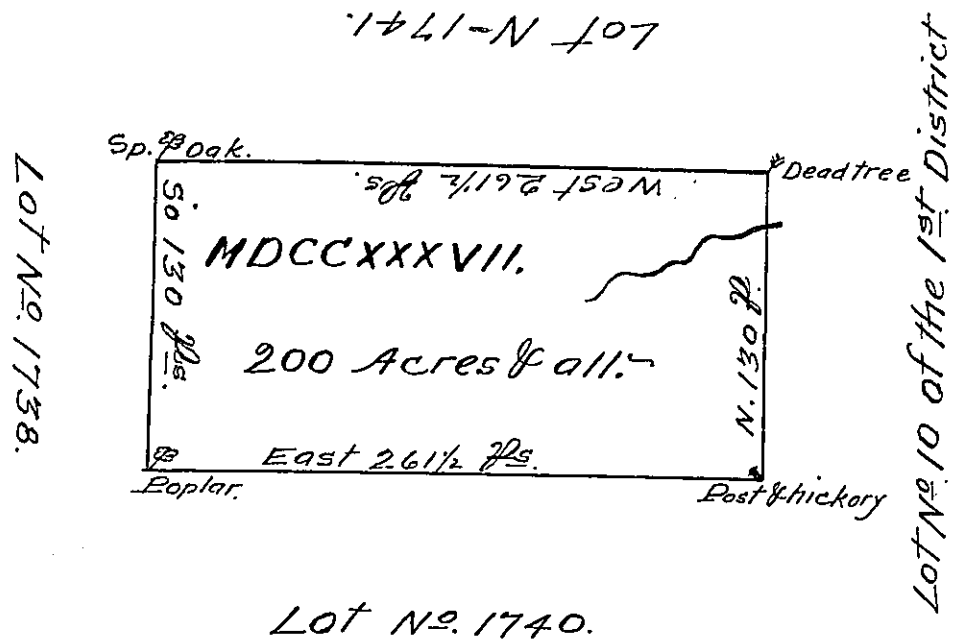 Lot N-1741.
Sp. Oak.
Dead tree
West 261½ ps.
Lot Nº. 1738.
So 130 ps.
MDCCXXXVII.
200 Acres & all.~
N. 130 p.
Lot Nº. 10 of the 1st District
East 261½ ps.
Poplar.
Post & hickory
Lot Nº. 1740.